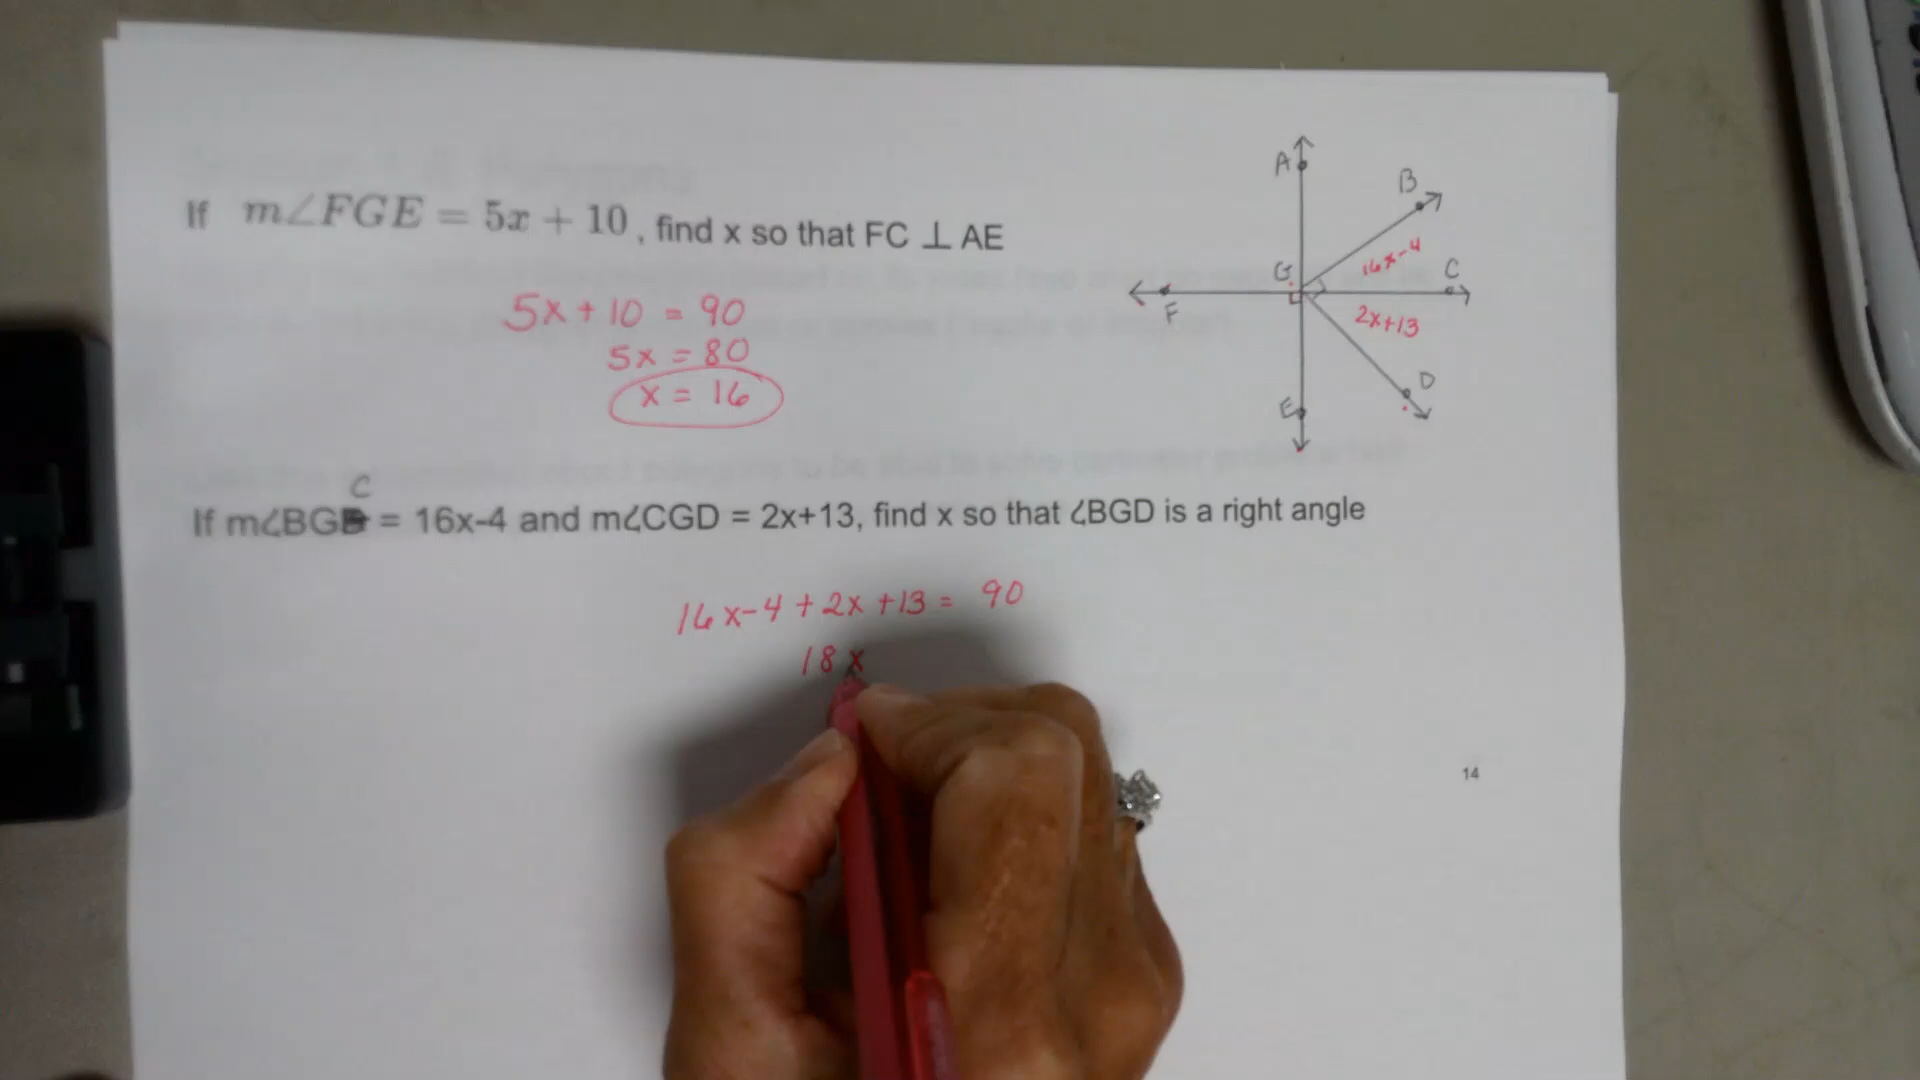 If m∠FGE = 5x + 10, find x so that FC ⊥ AE
5x + 10 = 90
5x = 80
x = 16
A
B
16x-4
G
C
F
2x+13
D
E
C
If m∠BG = 16x-4 and m∠CGD = 2x+13, find x so that ∠BGD is a right angle
16x-4 + 2x +13 = 90
18x
14